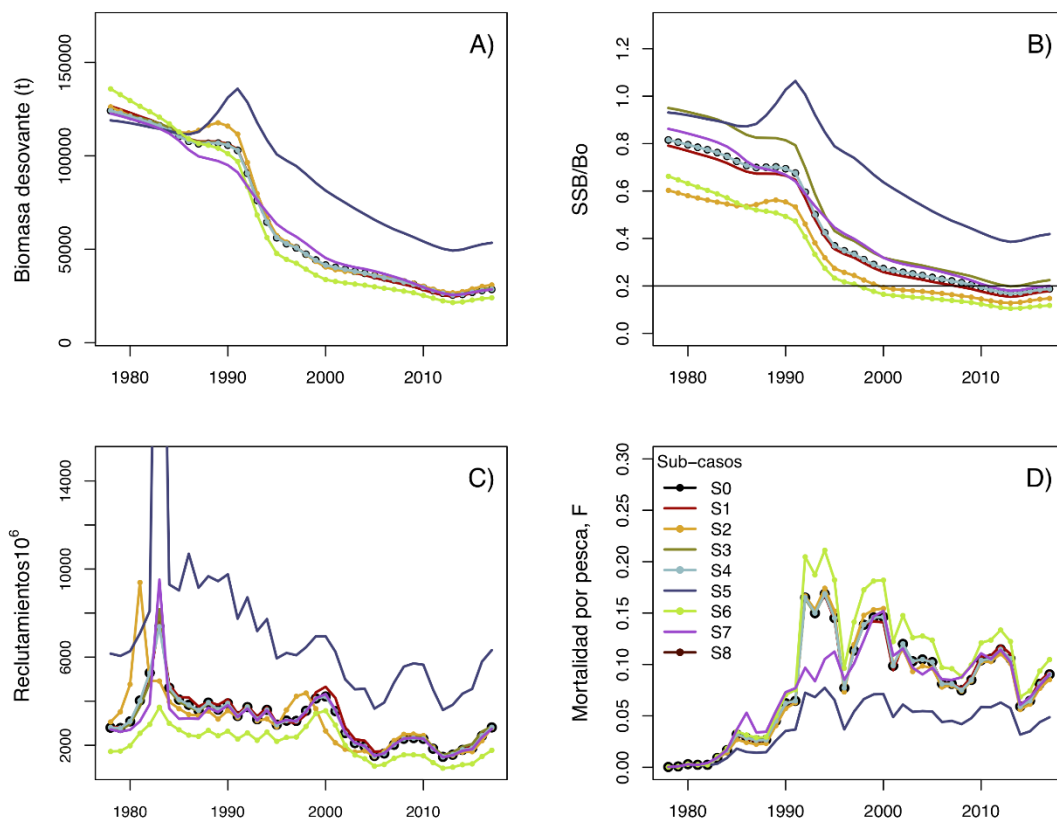 A)
Biomasa desovante (t)
150000
100000
50000
0
1980
1990
2000
2010
B)
SSB/Bo
1.2
1.0
0.8
0.6
0.4
0.2
0.0
1980
1990
2000
2010
C)
Reclutamientos10^6
14000
10000
6000
2000
1980
1990
2000
2010
D)
Mortalidad por pesca, F
0.30
0.25
0.20
0.15
0.10
0.05
0.00
Sub-casos
S0
S1
S2
S3
S4
S5
S6
S7
S8
1980
1990
2000
2010